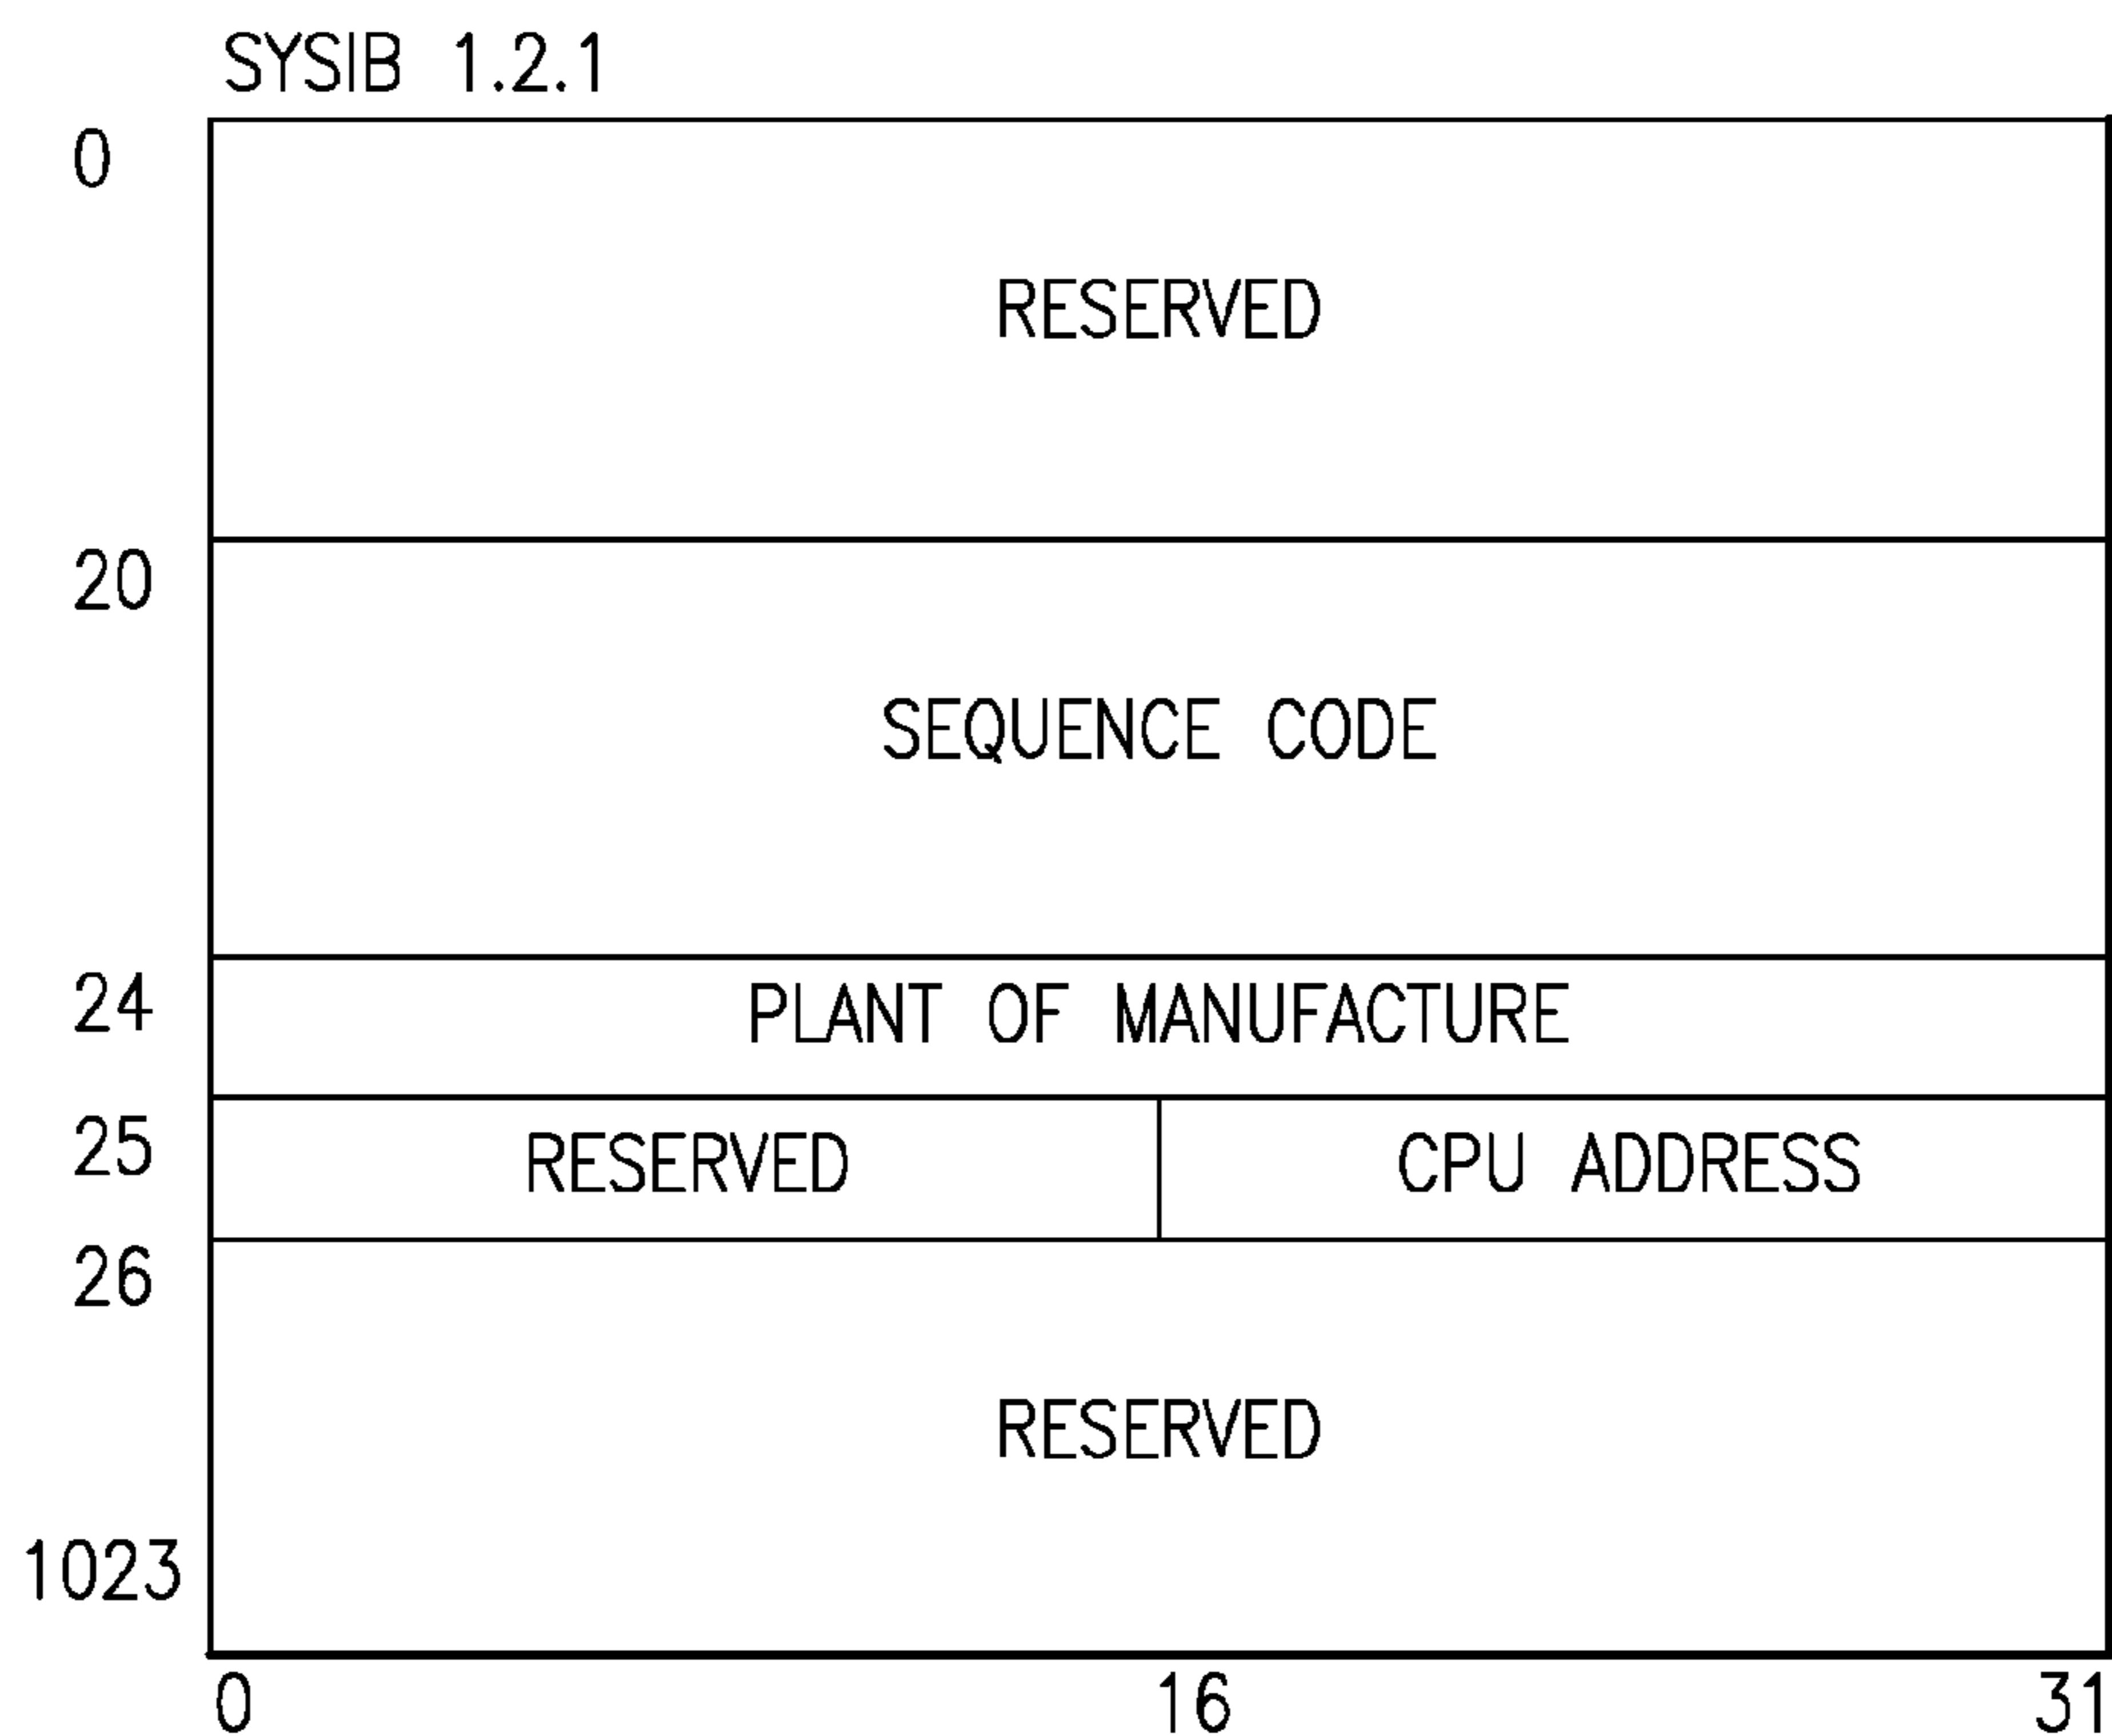 SYSIB 1.2.1
0
RESERVED
20
SEQUENCE CODE
24 PLANT OF MANUFACTURE
25 RESERVED CPU ADDRESS
26
RESERVED
1023
0 16 31